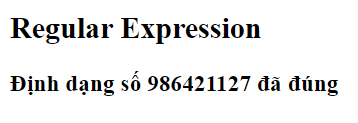 Regular Expression
Định dạng số 986421127 đã đúng